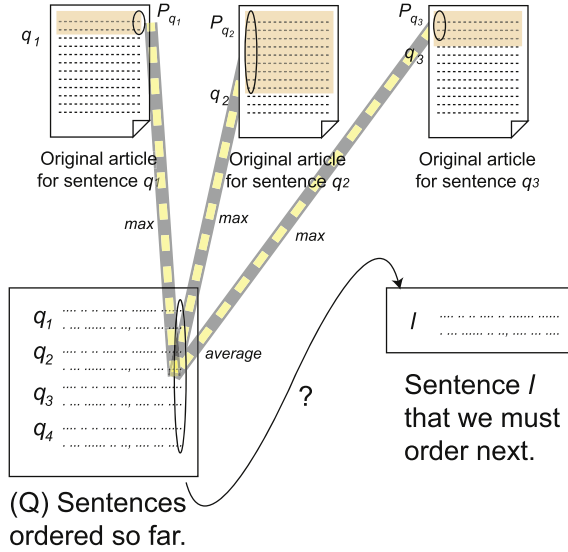 q1 Pq1
Pq2
Pq3
q2
q3
Original article
for sentence q1
Original article
for sentence q2
Original article
for sentence q3
max
max
max
q1
q2
q3
q4
average
?
l
Sentence l
that we must
order next.
(Q) Sentences
ordered so far.